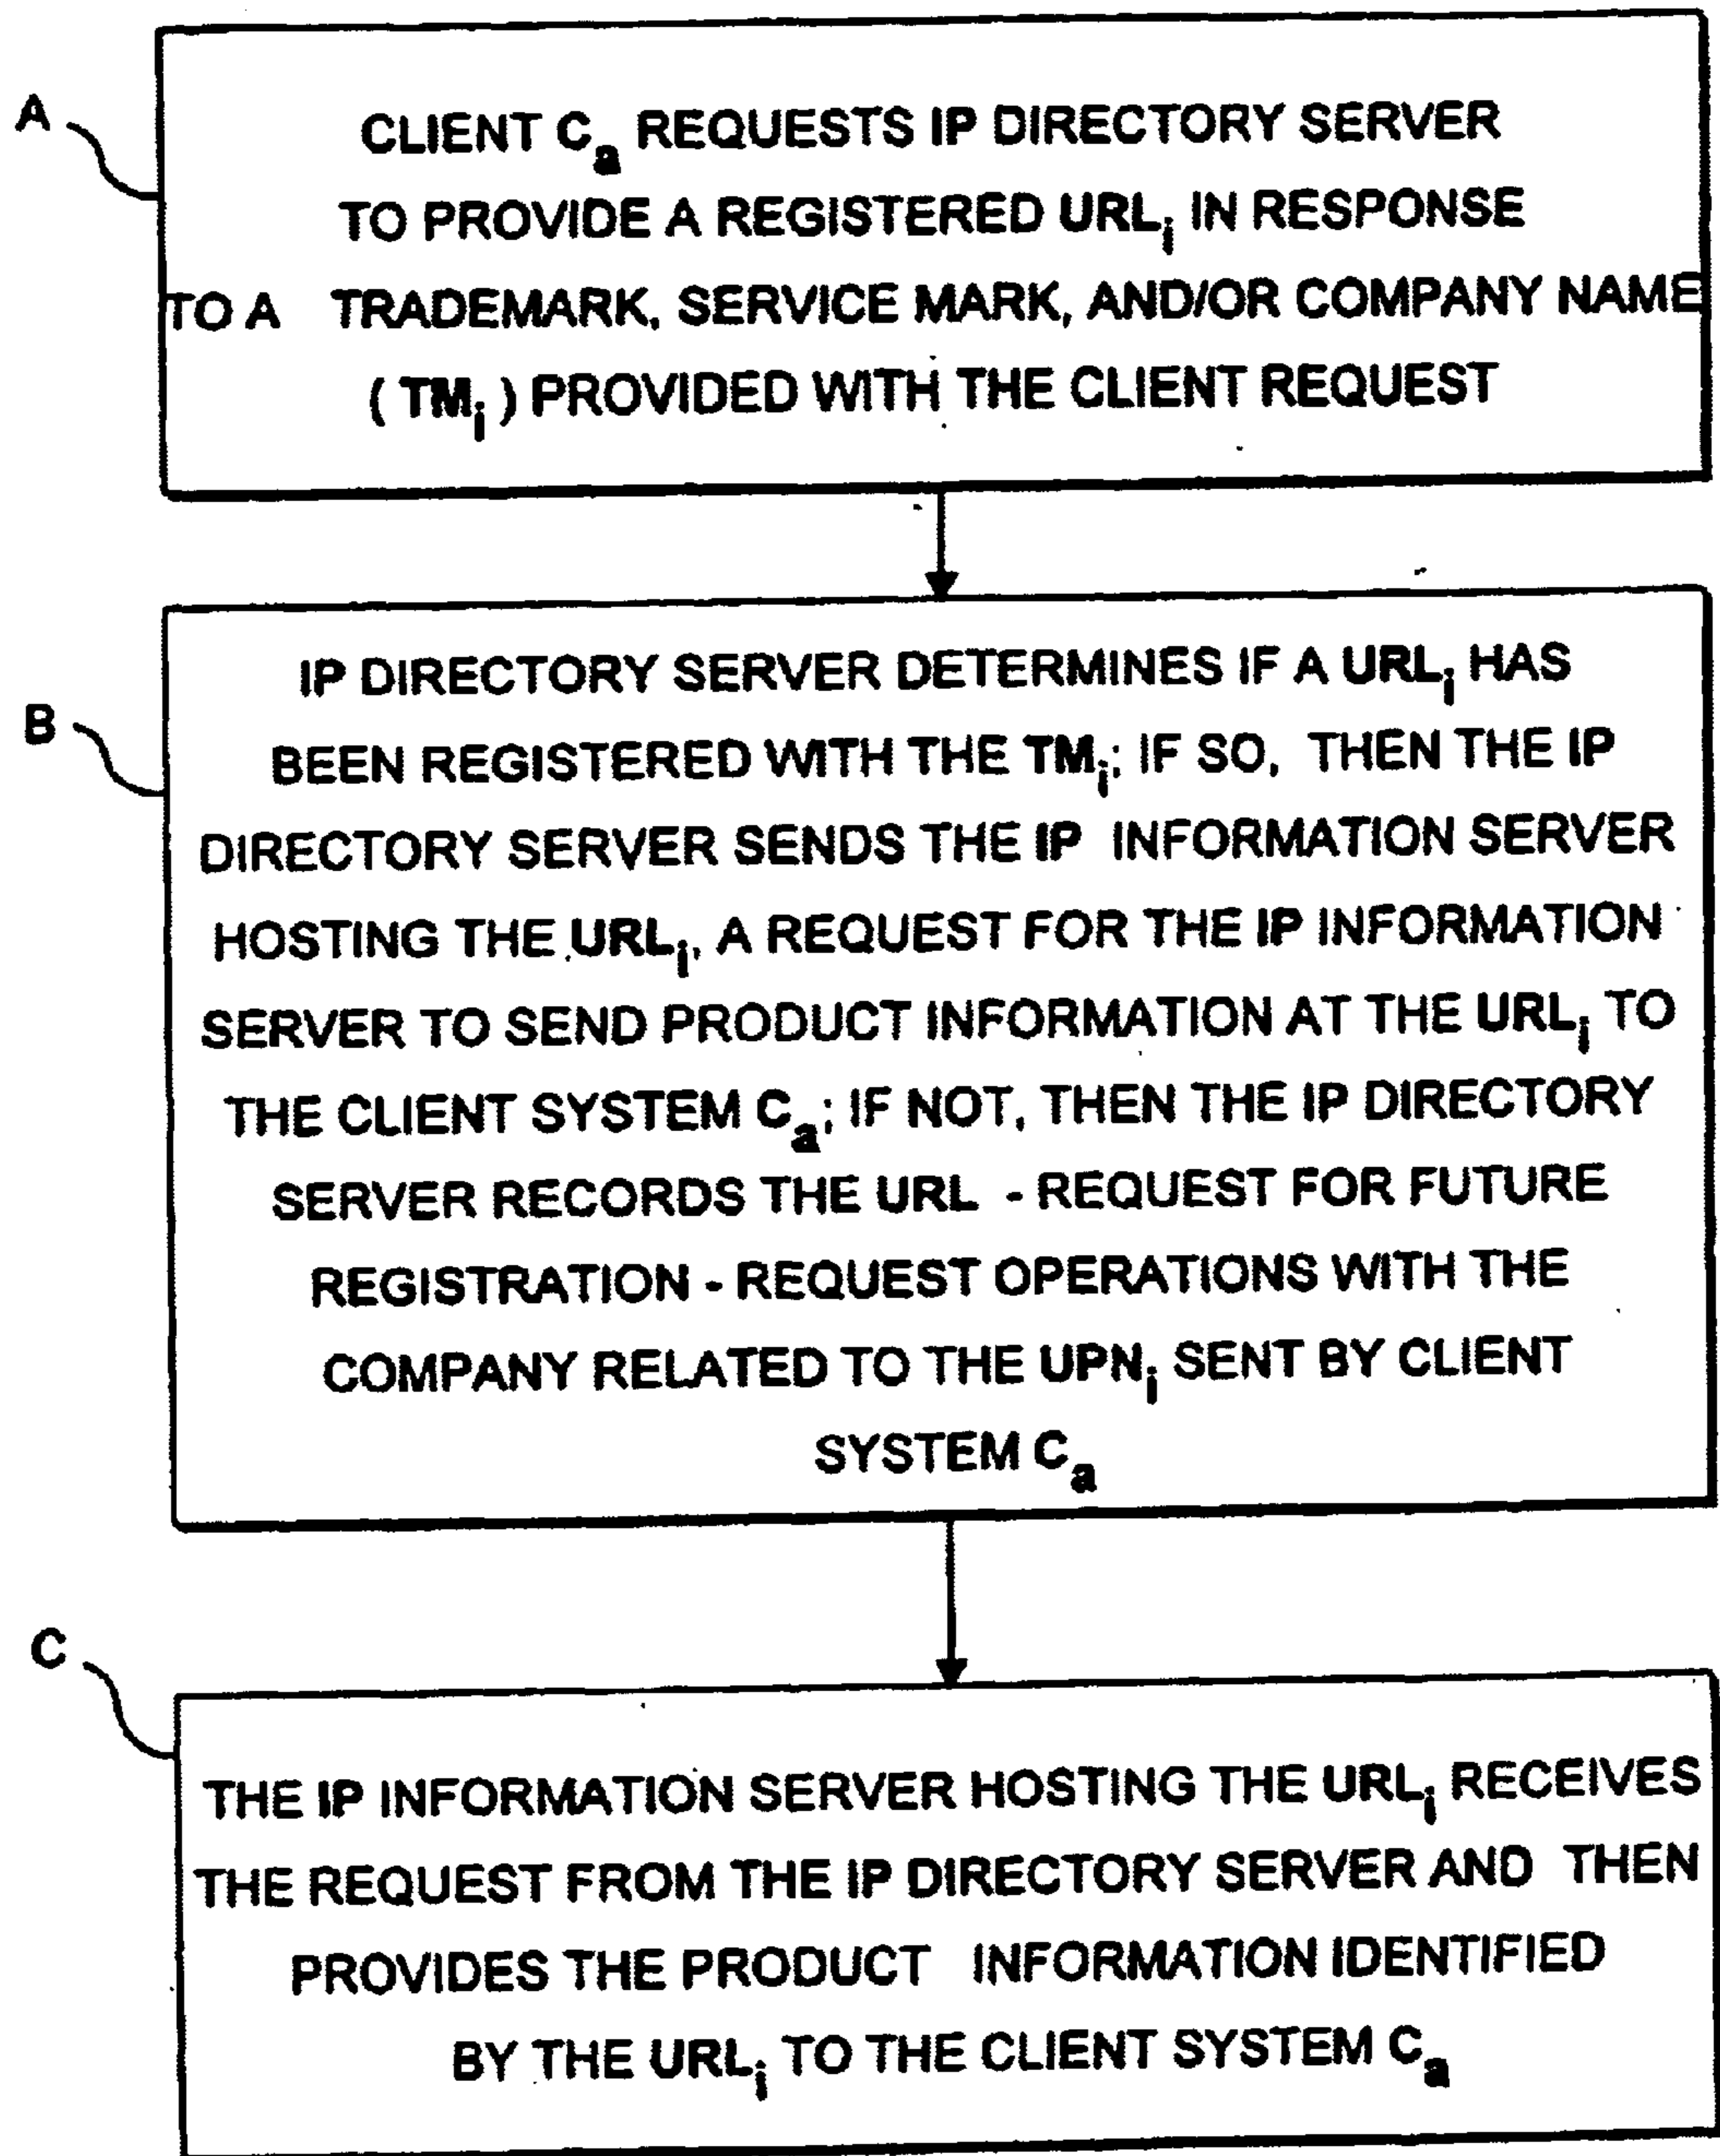 A
CLIENT Cₐ REQUESTS IP DIRECTORY SERVER
TO PROVIDE A REGISTERED URLᵢ IN RESPONSE
TO A TRADEMARK, SERVICE MARK, AND/OR COMPANY NAME
( TMᵢ ) PROVIDED WITH THE CLIENT REQUEST
B
IP DIRECTORY SERVER DETERMINES IF A URLᵢ HAS
BEEN REGISTERED WITH THE TMᵢ; IF SO, THEN THE IP
DIRECTORY SERVER SENDS THE IP INFORMATION SERVER
HOSTING THE URLᵢ, A REQUEST FOR THE IP INFORMATION
SERVER TO SEND PRODUCT INFORMATION AT THE URLᵢ TO
THE CLIENT SYSTEM Cₐ; IF NOT, THEN THE IP DIRECTORY
SERVER RECORDS THE URL - REQUEST FOR FUTURE
REGISTRATION - REQUEST OPERATIONS WITH THE
COMPANY RELATED TO THE UPNᵢ SENT BY CLIENT
SYSTEM Cₐ
C
THE IP INFORMATION SERVER HOSTING THE URLᵢ RECEIVES
THE REQUEST FROM THE IP DIRECTORY SERVER AND THEN
PROVIDES THE PRODUCT INFORMATION IDENTIFIED
BY THE URLᵢ TO THE CLIENT SYSTEM Cₐ